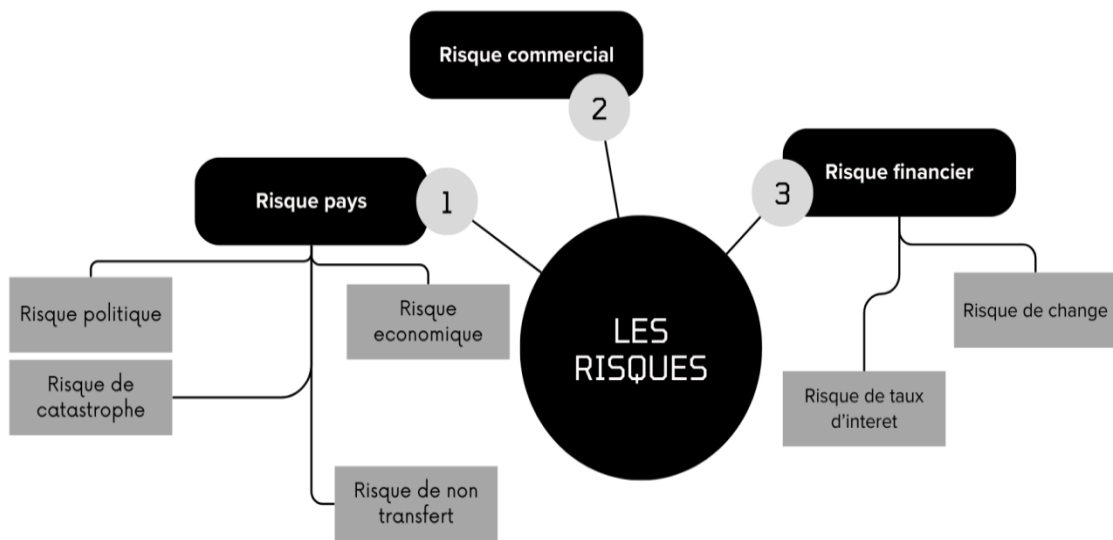 Risque commercial
2
Risque pays
1
3
Risque financier
Risque politique
Risque
economique
Risque de
catastrophe
Risque de non
transfert
LES
RISQUES
Risque de change
Risque de taux
d'interet